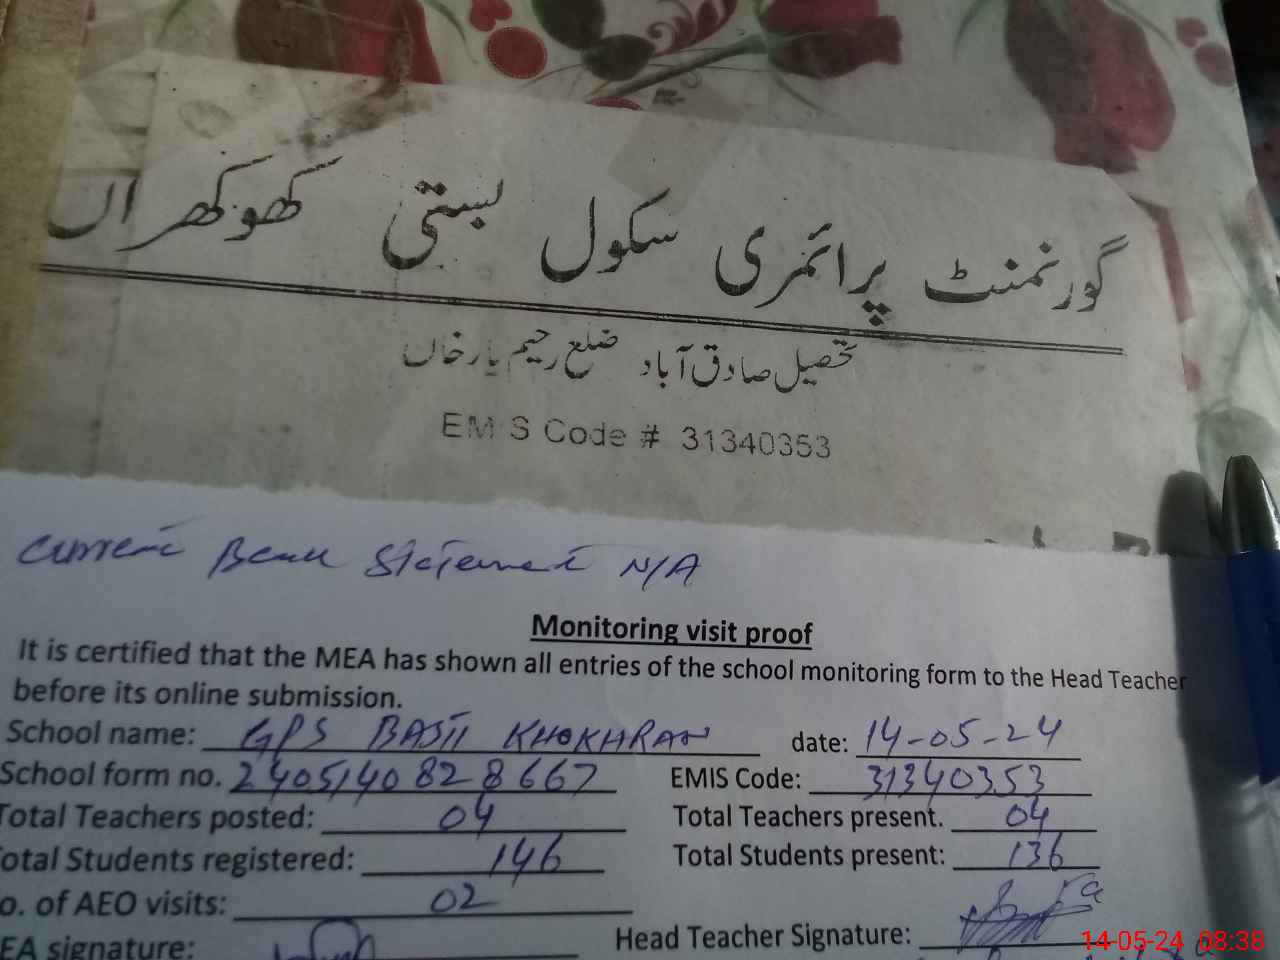 گورنمنٹ پرائمری سکول بستی کھوکھراں
تحصیل صادق آباد ضلع رحیم یار خاں
EMIS Code # 31340353
Current Bank Statement N/A
Monitoring visit proof
It is certified that the MEA has shown all entries of the school monitoring form to the Head Teacher
before its online submission.
School name: GPS BASTI KHOKHRAN date: 14-05-24
School form no. 2405140828667 EMIS Code: 31340353
Total Teachers posted: 04 Total Teachers present. 04
otal Students registered: 146 Total Students present: 136
o. of AEO visits: 02
EA signature: Head Teacher Signature:
14-05-24 08:38